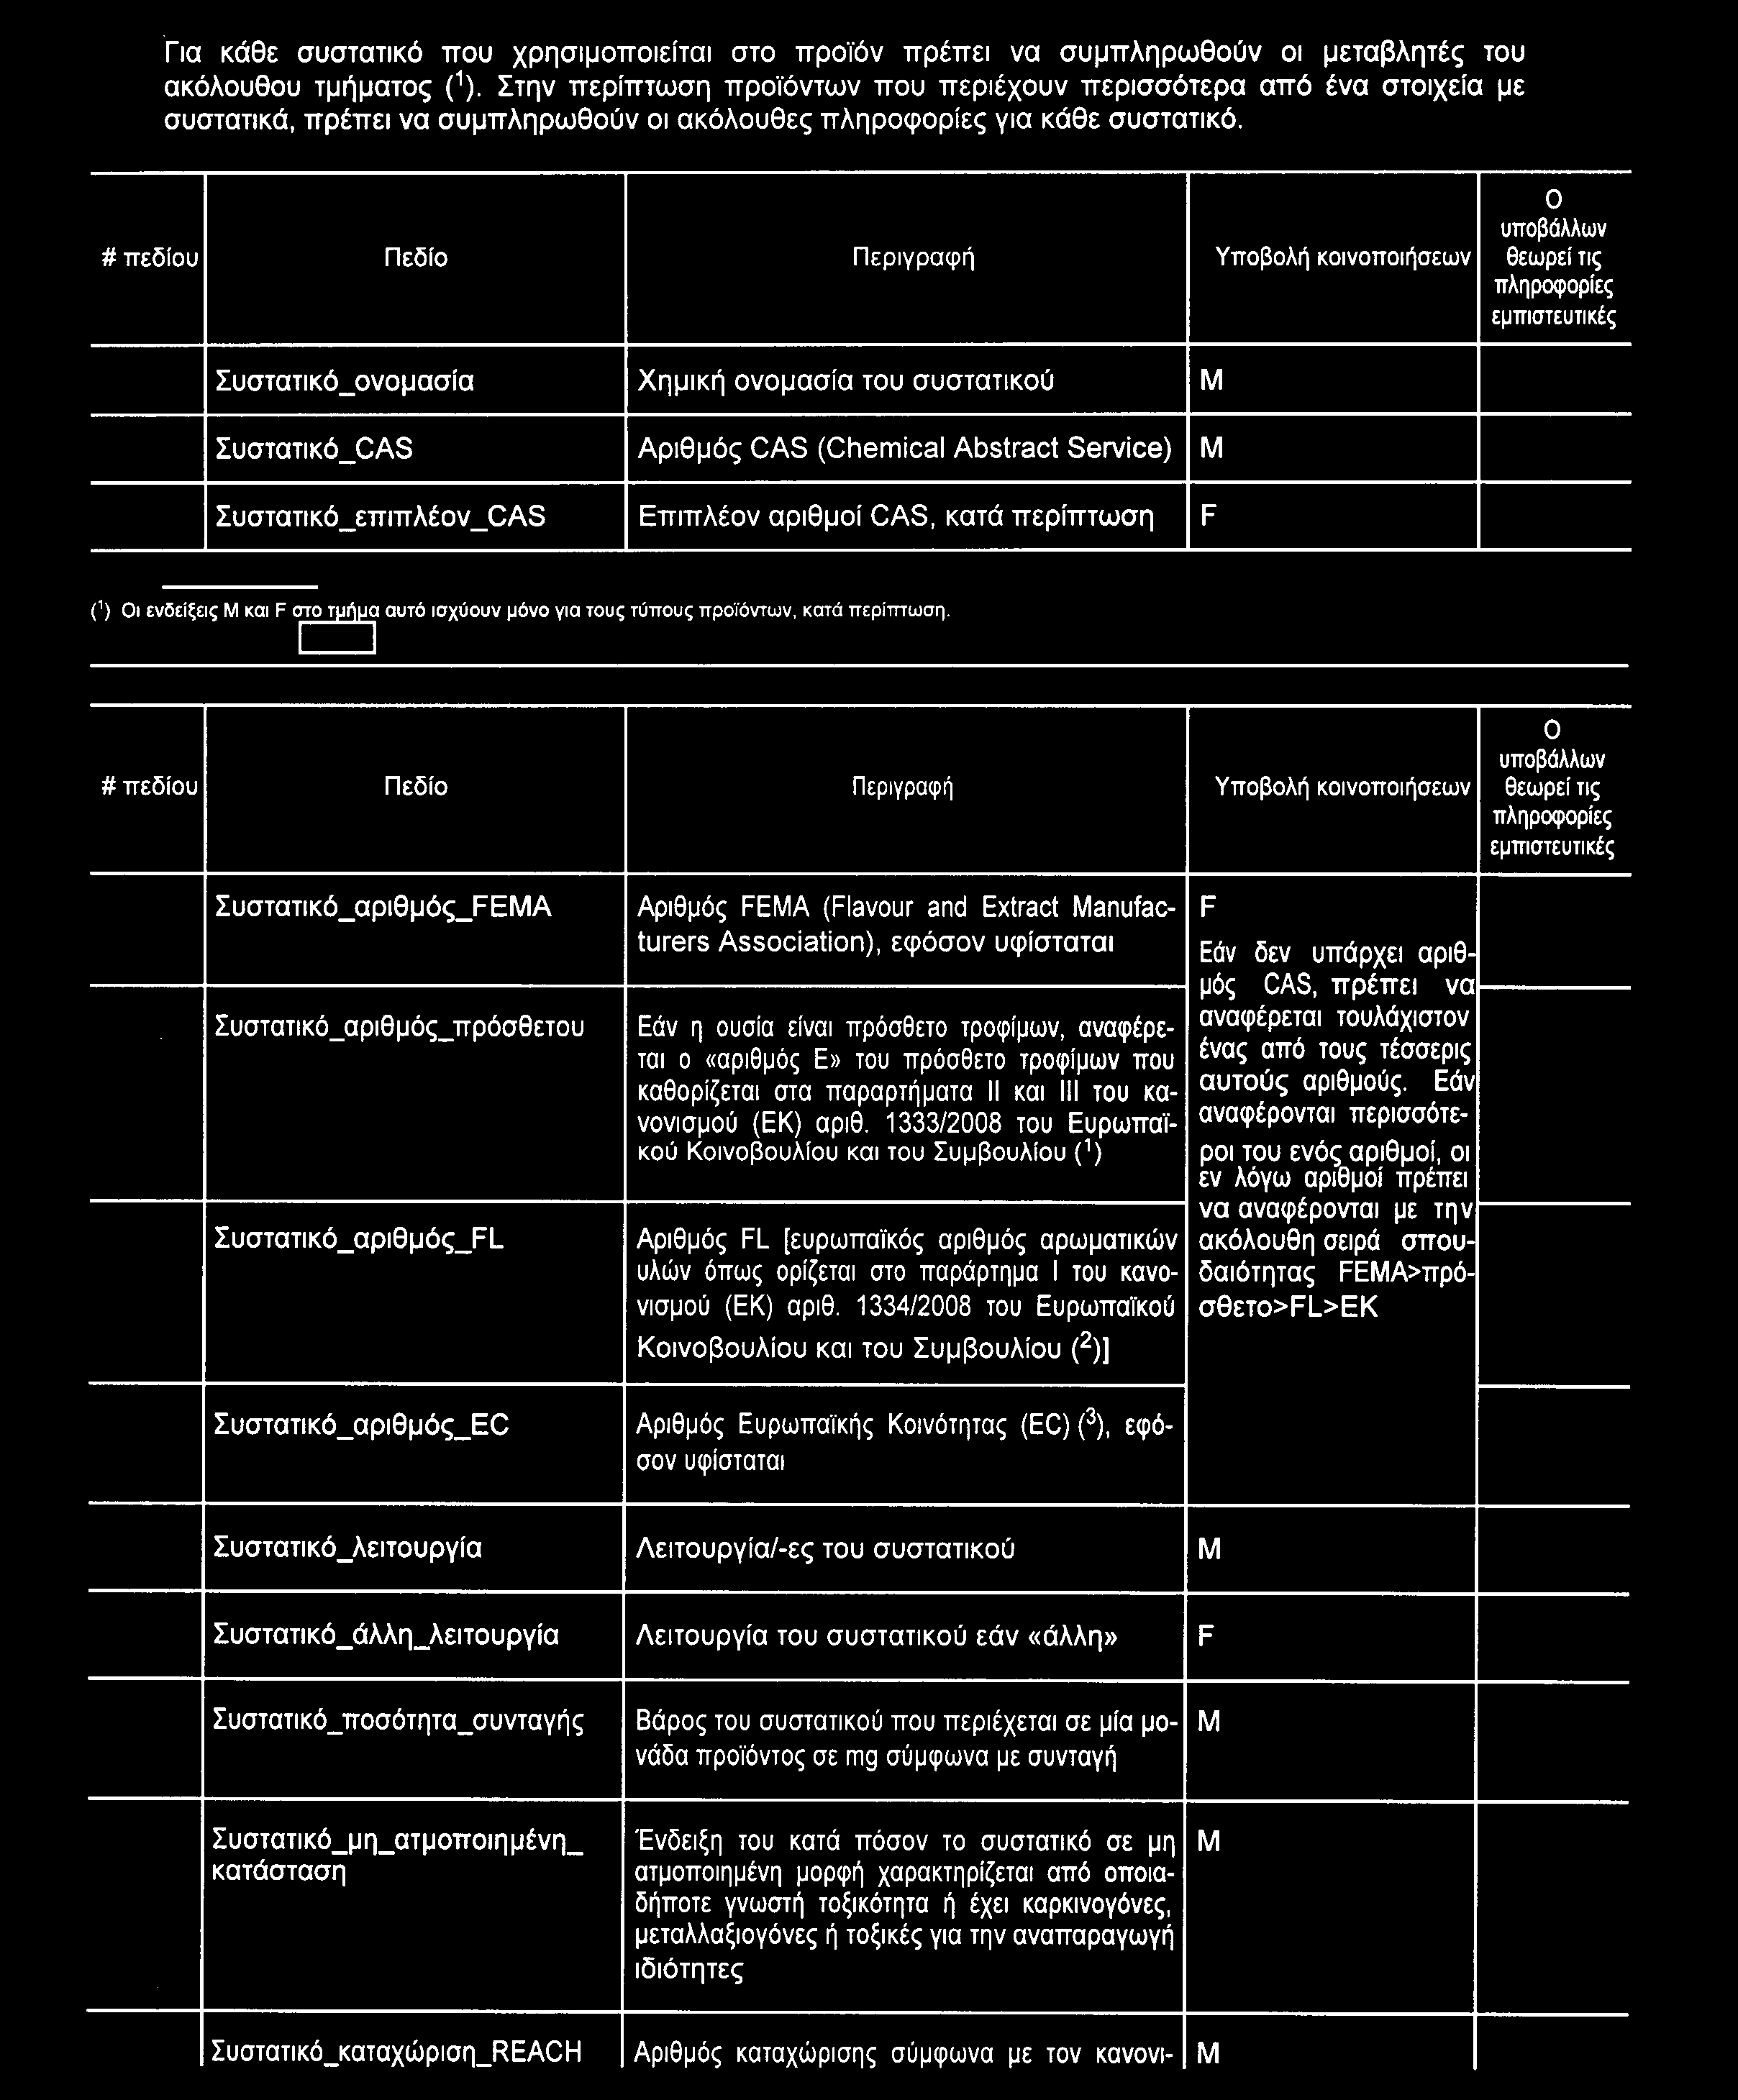 Για κάθε συστατικό που χρησιμοποιείται στο προϊόν πρέπει να συμπληρωθούν οι μεταβλητές του
ακόλουθου τμήματος (¹). Στην περίπτωση προϊόντων που περιέχουν περισσότερα από ένα στοιχεία με
συστατικά, πρέπει να συμπληρωθούν οι ακόλουθες πληροφορίες για κάθε συστατικό.
# πεδίου
Πεδίο
Περιγραφή
Υποβολή κοινοποιήσεων
Ο
υποβάλλων
θεωρεί τις
πληροφορίες
εμπιστευτικές
Συστατικό_ονομασία
Χημική ονομασία του συστατικού
M
Συστατικό_CAS
Αριθμός CAS (Chemical Abstract Service)
M
Συστατικό_επιπλέον_CAS
Επιπλέον αριθμοί CAS, κατά περίπτωση
F
(¹) Οι ενδείξεις M και F στο τμήμα αυτό ισχύουν μόνο για τους τύπους προϊόντων, κατά περίπτωση.
# πεδίου
Πεδίο
Περιγραφή
Υποβολή κοινοποιήσεων
Ο
υποβάλλων
θεωρεί τις
πληροφορίες
εμπιστευτικές
Συστατικό_αριθμός_FEMA
Αριθμός FEMA (Flavour and Extract Manufac-
turers Association), εφόσον υφίσταται
F
Εάν δεν υπάρχει αριθ-
μός CAS, πρέπει να
αναφέρεται τουλάχιστον
ένας από τους τέσσερις
αυτούς αριθμούς. Εάν
αναφέρονται περισσότε-
ροι του ενός αριθμοί, οι
εν λόγω αριθμοί πρέπει
να αναφέρονται με την
ακόλουθη σειρά σπου-
δαιότητας FEMA>πρό-
σθετο>FL>ΕΚ
Συστατικό_αριθμός_πρόσθετου
Εάν η ουσία είναι πρόσθετο τροφίμων, αναφέρε-
ται ο «αριθμός Ε» του πρόσθετο τροφίμων που
καθορίζεται στα παραρτήματα II και III του κα-
νονισμού (ΕΚ) αριθ. 1333/2008 του Ευρωπαϊ-
κού Κοινοβουλίου και του Συμβουλίου (¹)
Συστατικό_αριθμός_FL
Αριθμός FL [ευρωπαϊκός αριθμός αρωματικών
υλών όπως ορίζεται στο παράρτημα I του κανο-
νισμού (ΕΚ) αριθ. 1334/2008 του Ευρωπαϊκού
Κοινοβουλίου και του Συμβουλίου (²)]
Συστατικό_αριθμός_EC
Αριθμός Ευρωπαϊκής Κοινότητας (EC) (³), εφό-
σον υφίσταται
Συστατικό_λειτουργία
Λειτουργία/-ες του συστατικού
M
Συστατικό_άλλη_λειτουργία
Λειτουργία του συστατικού εάν «άλλη»
F
Συστατικό_ποσότητα_συνταγής
Βάρος του συστατικού που περιέχεται σε μία μο-
νάδα προϊόντος σε mg σύμφωνα με συνταγή
M
Συστατικό_μη_ατμοποιημένη_
κατάσταση
Ένδειξη του κατά πόσον το συστατικό σε μη
ατμοποιημένη μορφή χαρακτηρίζεται από οποια-
δήποτε γνωστή τοξικότητα ή έχει καρκινογόνες,
μεταλλαξιογόνες ή τοξικές για την αναπαραγωγή
ιδιότητες
M
Συστατικό_καταχώριση_REACH
Αριθμός καταχώρισης σύμφωνα με τον κανονι-
M